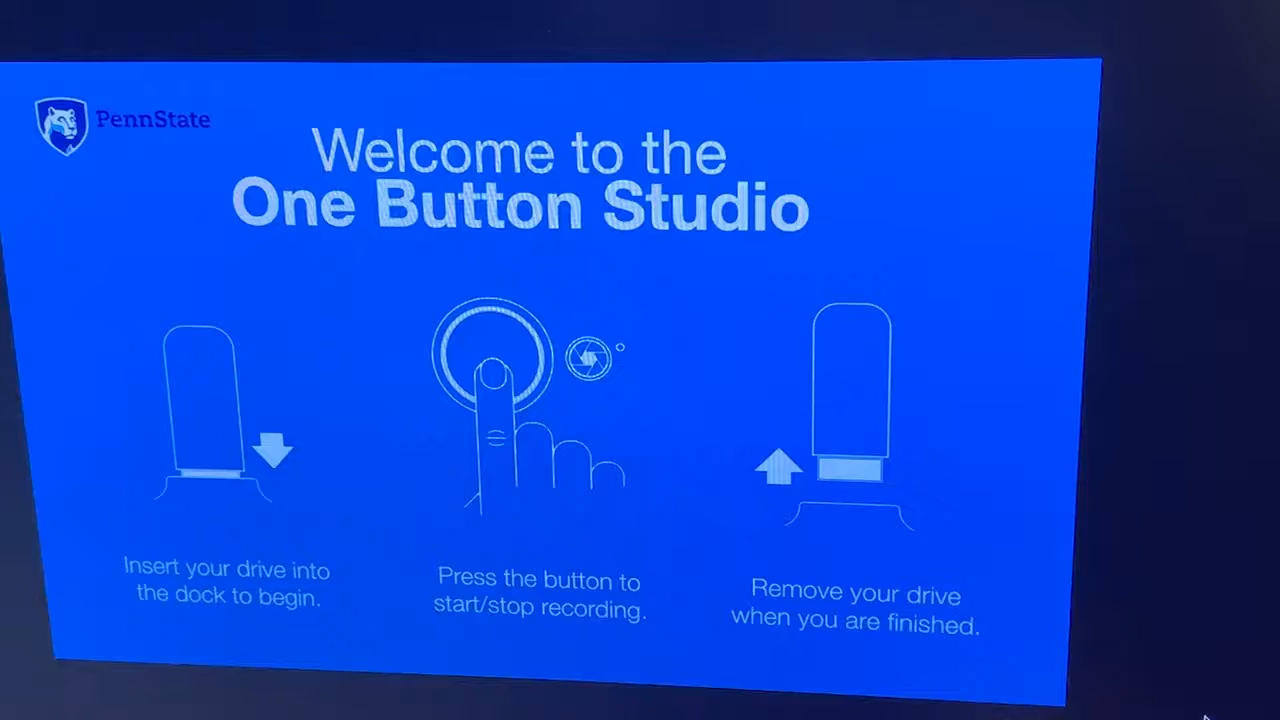 PennState
Welcome to the
One Button Studio
Insert your drive into
the dock to begin.
Press the button to
start/stop recording.
Remove your drive
when you are finished.